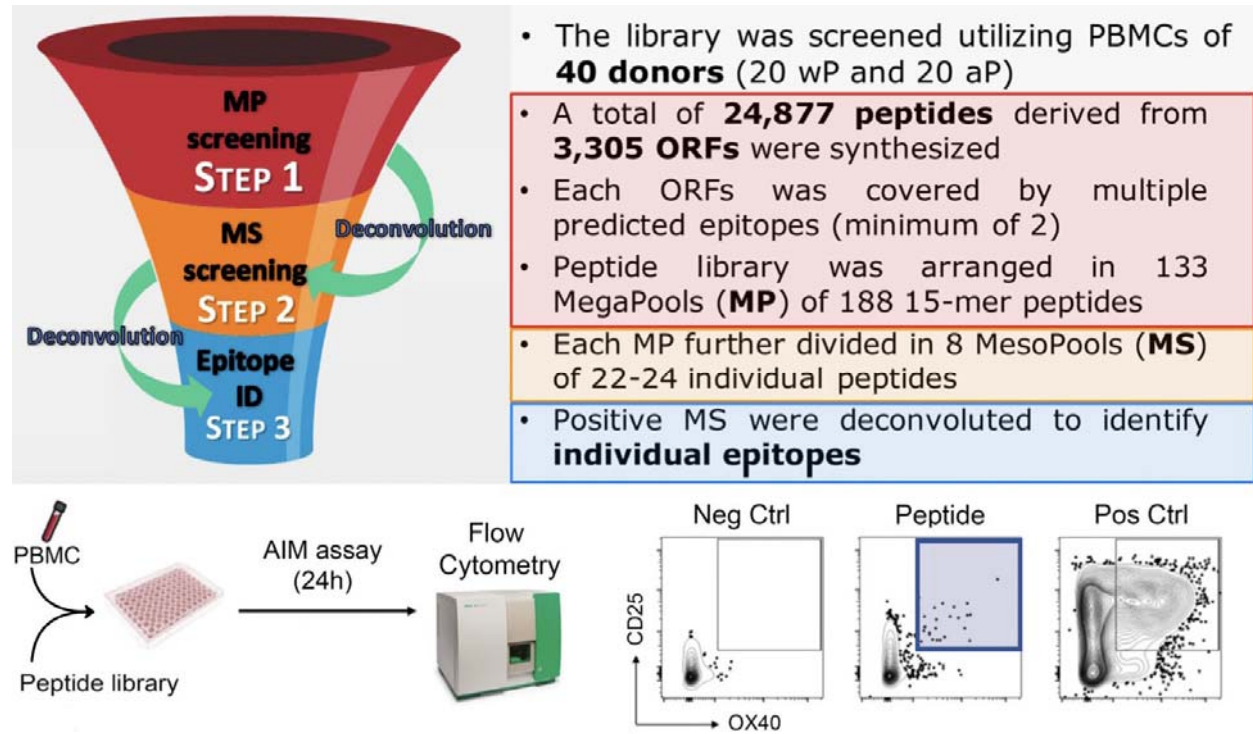 MP
screening
STEP 1
Deconvolution
MS
screening
STEP 2
Deconvolution
Epitope
ID
STEP 3
• The library was screened utilizing PBMCs of
40 donors (20 wP and 20 aP)
• A total of 24,877 peptides derived from
3,305 ORFs were synthesized
• Each ORFs was covered by multiple
predicted epitopes (minimum of 2)
• Peptide library was arranged in 133
MegaPools (MP) of 188 15-mer peptides
• Each MP further divided in 8 MesoPools (MS)
of 22-24 individual peptides
• Positive MS were deconvoluted to identify
individual epitopes
PBMC
Peptide library
AIM assay
(24h)
Flow
Cytometry
Neg Ctrl
Peptide
Pos Ctrl
CD25
OX40